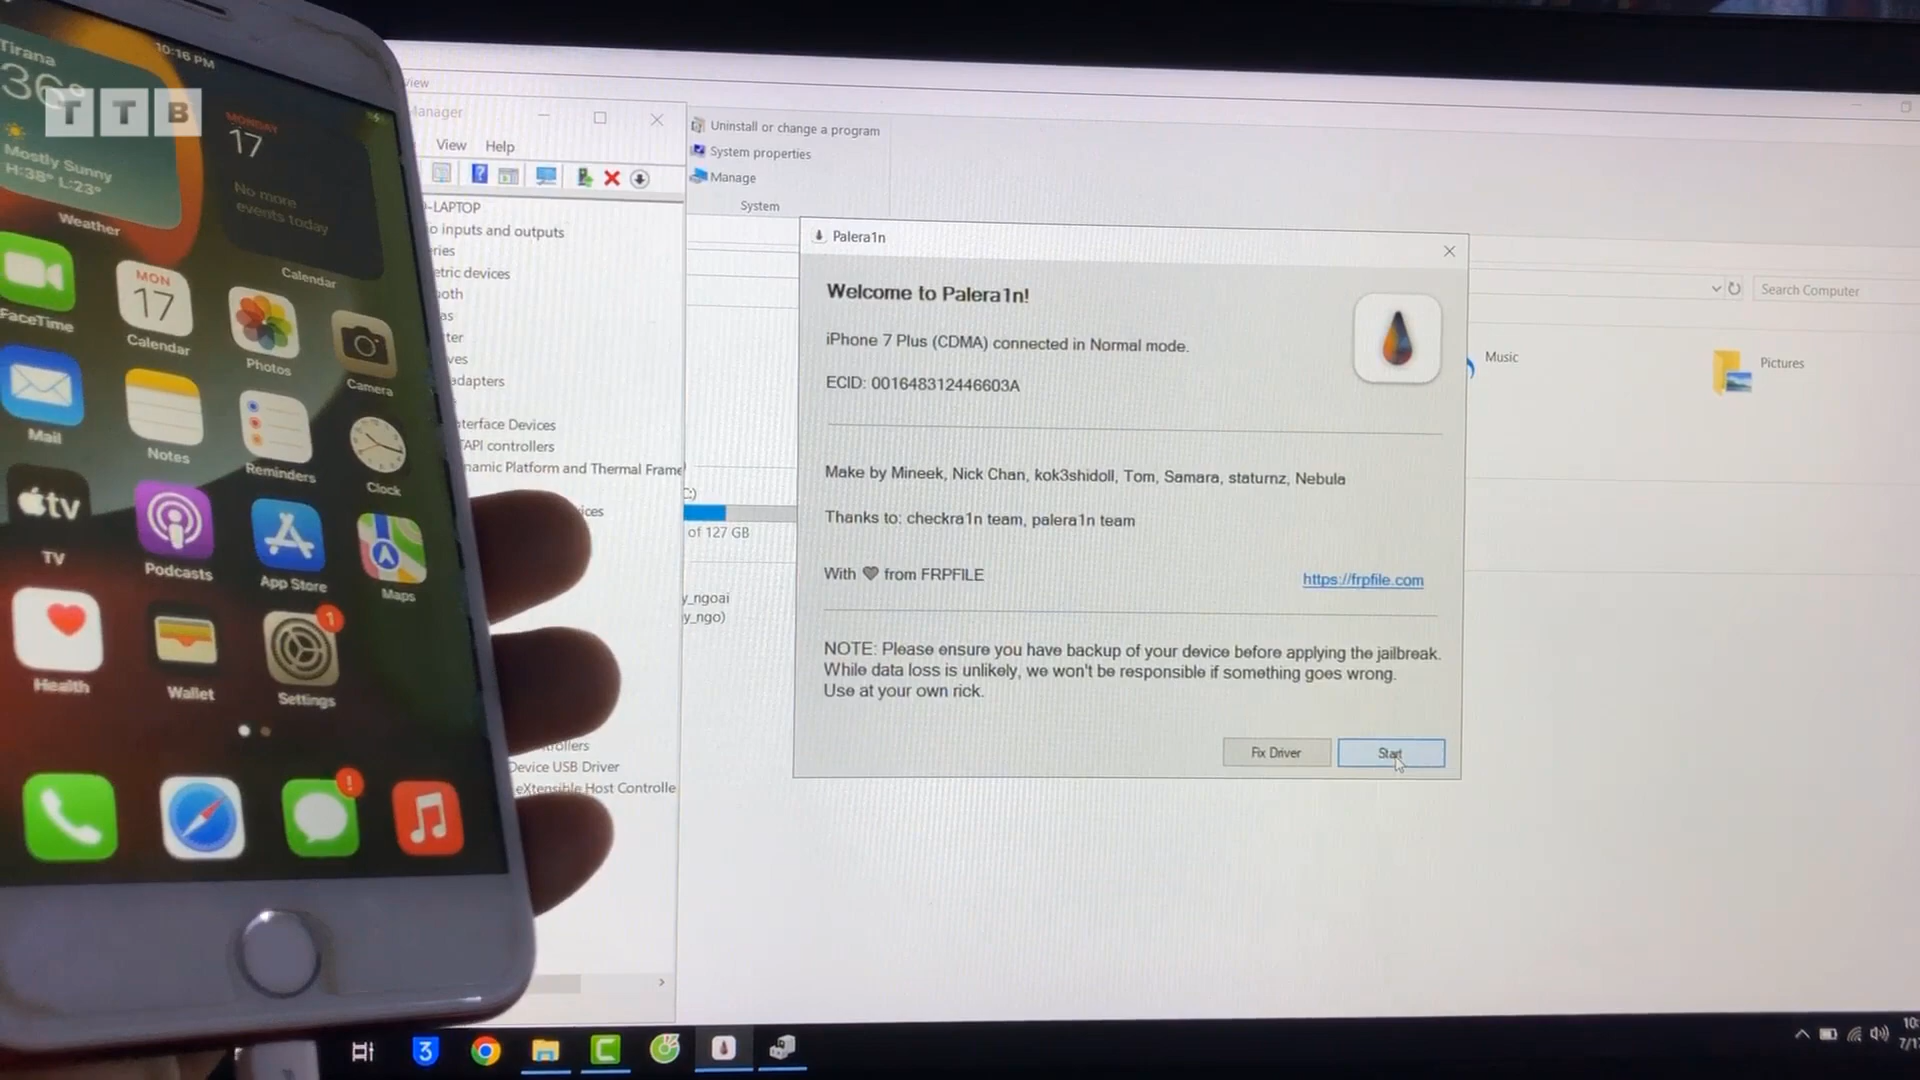 Tirana
36°
TTB
Mostly Sunny
H:38° L:23°
Weather
10:16 PM
MONDAY
17
No more
events today
Calendar
FaceTime
MON
17
Calendar
Photos
Camera
Mail
Notes
Reminders
Clock
tv
TV
Podcasts
App Store
Maps
Health
Wallet
1
Settings
!
View
Manager
View
Help
-LAPTOP
o inputs and outputs
ries
etric devices
oth
as
ter
ves
adapters
terface Devices
TAPI controllers
namic Platform and Thermal Frame
ices
rollers
Device USB Driver
eXtensible Host Controlle
Uninstall or change a program
System properties
Manage
System
C:)
of 127 GB
y_ngoai
y_ngo)
Search Computer
Music
Pictures
Palera1n
Welcome to Palera1n!
iPhone 7 Plus (CDMA) connected in Normal mode.
ECID: 001648312446603A
Make by Mineek, Nick Chan, kok3shidoll, Tom, Samara, staturnz, Nebula
Thanks to: checkra1n team, palera1n team
With ♥ from FRPFILE
https://frpfile.com
NOTE: Please ensure you have backup of your device before applying the jailbreak.
While data loss is unlikely, we won't be responsible if something goes wrong.
Use at your own rick.
Fix Driver
Start
3
C
10:
7/1